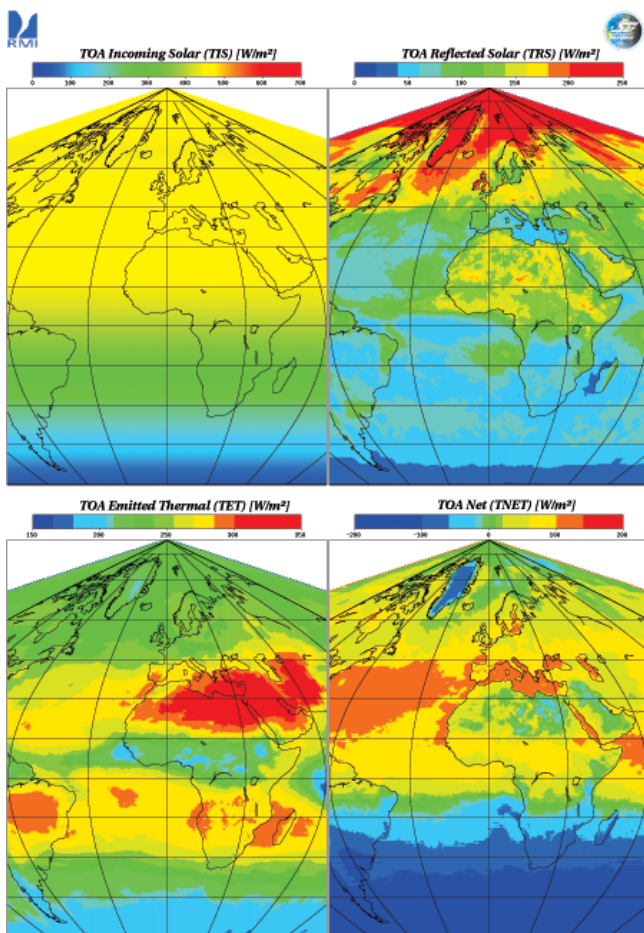 RMI
TOA Incoming Solar (TIS) [W/m²]
0 100 200 300 400 500 600 700
TOA Reflected Solar (TRS) [W/m²]
0 50 100 150 200 250
TOA Emitted Thermal (TET) [W/m²]
150 200 250 300 350
TOA Net (TNET) [W/m²]
-200 -100 0 100 200